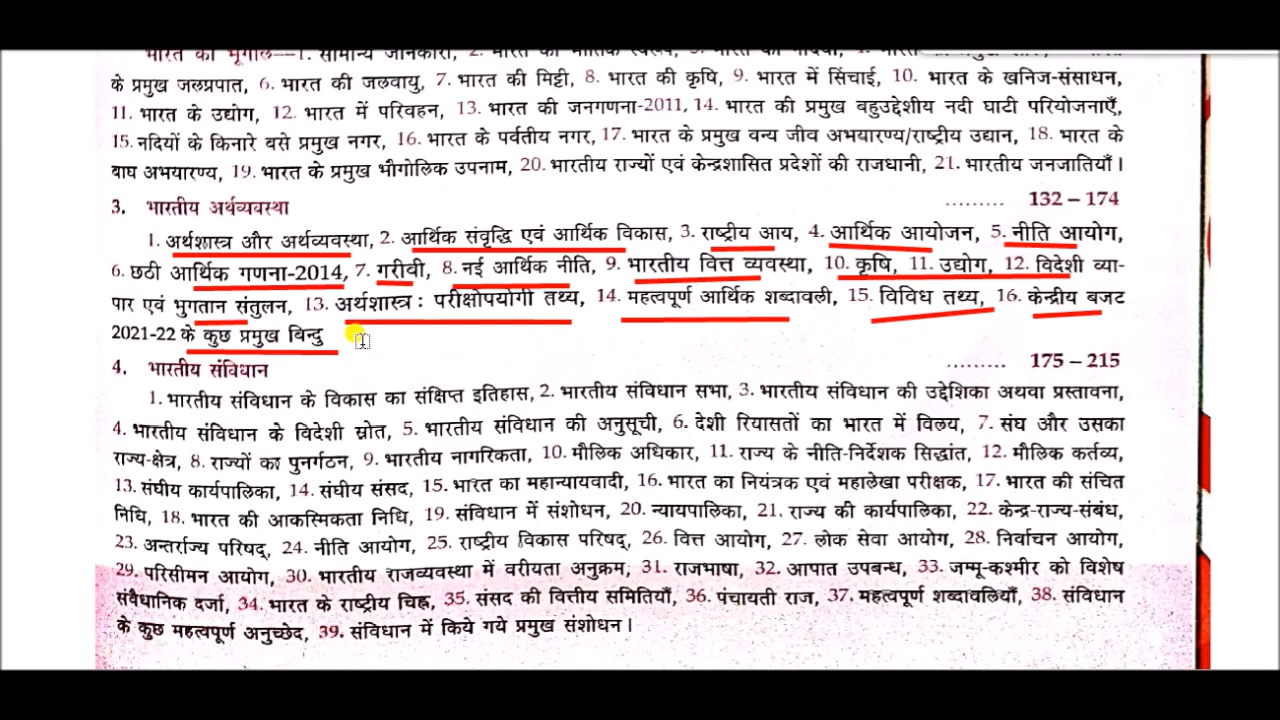 भारत का भूगोल—1. सामान्य जानकारी, 2. भारत का भौतिक स्वरूप, 3. भारत की नदियाँ, 4. भारत
के प्रमुख जलप्रपात, 6. भारत की जलवायु, 7. भारत की मिट्टी, 8. भारत की कृषि, 9. भारत में सिंचाई, 10. भारत के खनिज-संसाधन,
11. भारत के उद्योग, 12. भारत में परिवहन, 13. भारत की जनगणना-2011, 14. भारत की प्रमुख बहुउद्देशीय नदी घाटी परियोजनाएँ,
15. नदियों के किनारे बसे प्रमुख नगर, 16. भारत के पर्वतीय नगर, 17. भारत के प्रमुख वन्य जीव अभयारण्य/राष्ट्रीय उद्यान, 18. भारत के
बाघ अभयारण्य, 19. भारत के प्रमुख भौगोलिक उपनाम, 20. भारतीय राज्यों एवं केन्द्रशासित प्रदेशों की राजधानी, 21. भारतीय जनजातियाँ।
3. भारतीय अर्थव्यवस्था ......... 132 – 174
1. अर्थशास्त्र और अर्थव्यवस्था, 2. आर्थिक संवृद्धि एवं आर्थिक विकास, 3. राष्ट्रीय आय, 4. आर्थिक आयोजन, 5. नीति आयोग,
6. छठी आर्थिक गणना-2014, 7. गरीबी, 8. नई आर्थिक नीति, 9. भारतीय वित्त व्यवस्था, 10. कृषि, 11. उद्योग, 12. विदेशी व्या-
पार एवं भुगतान संतुलन, 13. अर्थशास्त्र : परीक्षोपयोगी तथ्य, 14. महत्वपूर्ण आर्थिक शब्दावली, 15. विविध तथ्य, 16. केन्द्रीय बजट
2021-22 के कुछ प्रमुख बिन्दु
4. भारतीय संविधान ......... 175 – 215
1. भारतीय संविधान के विकास का संक्षिप्त इतिहास, 2. भारतीय संविधान सभा, 3. भारतीय संविधान की उद्देशिका अथवा प्रस्तावना,
4. भारतीय संविधान के विदेशी स्रोत, 5. भारतीय संविधान की अनुसूची, 6. देशी रियासतों का भारत में विलय, 7. संघ और उसका
राज्य-क्षेत्र, 8. राज्यों का पुनर्गठन, 9. भारतीय नागरिकता, 10. मौलिक अधिकार, 11. राज्य के नीति-निर्देशक सिद्धांत, 12. मौलिक कर्तव्य,
13. संघीय कार्यपालिका, 14. संघीय संसद, 15. भारत का महान्यायवादी, 16. भारत का नियंत्रक एवं महालेखा परीक्षक, 17. भारत की संचित
निधि, 18. भारत की आकस्मिकता निधि, 19. संविधान में संशोधन, 20. न्यायपालिका, 21. राज्य की कार्यपालिका, 22. केन्द्र-राज्य-संबंध,
23. अन्तर्राज्य परिषद्, 24. नीति आयोग, 25. राष्ट्रीय विकास परिषद्, 26. वित्त आयोग, 27. लोक सेवा आयोग, 28. निर्वाचन आयोग,
29. परिसीमन आयोग, 30. भारतीय राजव्यवस्था में वरीयता अनुक्रम, 31. राजभाषा, 32. आपात उपबन्ध, 33. जम्मू-कश्मीर को विशेष
संवैधानिक दर्जा, 34. भारत के राष्ट्रीय चिह्न, 35. संसद की वित्तीय समितियाँ, 36. पंचायती राज, 37. महत्वपूर्ण शब्दावलियाँ, 38. संविधान
के कुछ महत्वपूर्ण अनुच्छेद, 39. संविधान में किये गये प्रमुख संशोधन।